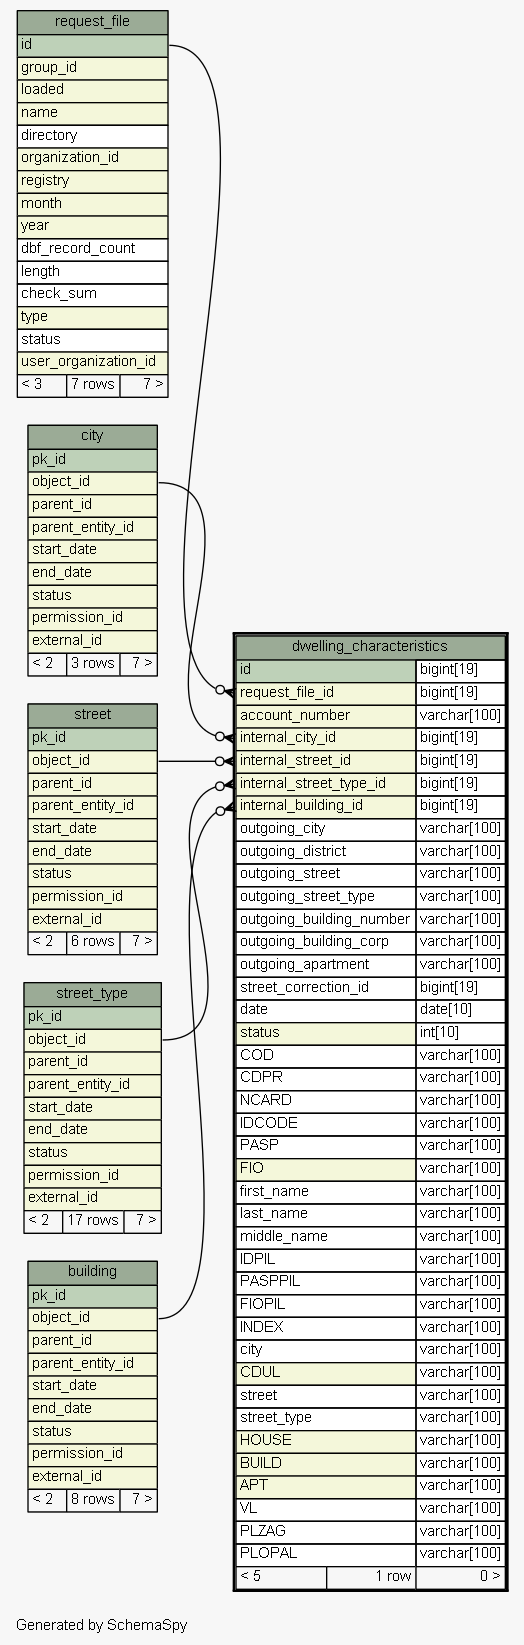 request_file
id
group_id
loaded
name
directory
organization_id
registry
month
year
dbf_record_count
length
check_sum
type
status
user_organization_id
< 3 7 rows 7 >
city
pk_id
object_id
parent_id
parent_entity_id
start_date
end_date
status
permission_id
external_id
< 2 3 rows 7 >
street
pk_id
object_id
parent_id
parent_entity_id
start_date
end_date
status
permission_id
external_id
< 2 6 rows 7 >
street_type
pk_id
object_id
parent_id
parent_entity_id
start_date
end_date
status
permission_id
external_id
< 2 17 rows 7 >
building
pk_id
object_id
parent_id
parent_entity_id
start_date
end_date
status
permission_id
external_id
< 2 8 rows 7 >
dwelling_characteristics
id bigint[19]
request_file_id bigint[19]
account_number varchar[100]
internal_city_id bigint[19]
internal_street_id bigint[19]
internal_street_type_id bigint[19]
internal_building_id bigint[19]
outgoing_city varchar[100]
outgoing_district varchar[100]
outgoing_street varchar[100]
outgoing_street_type varchar[100]
outgoing_building_number varchar[100]
outgoing_building_corp varchar[100]
outgoing_apartment varchar[100]
street_correction_id bigint[19]
date date[10]
status int[10]
COD varchar[100]
CDPR varchar[100]
NCARD varchar[100]
IDCODE varchar[100]
PASP varchar[100]
FIO varchar[100]
first_name varchar[100]
last_name varchar[100]
middle_name varchar[100]
IDPIL varchar[100]
PASPPIL varchar[100]
FIOPIL varchar[100]
INDEX varchar[100]
city varchar[100]
CDUL varchar[100]
street varchar[100]
street_type varchar[100]
HOUSE varchar[100]
BUILD varchar[100]
APT varchar[100]
VL varchar[100]
PLZAG varchar[100]
PLOPAL varchar[100]
< 5 1 row 0 >
Generated by SchemaSpy